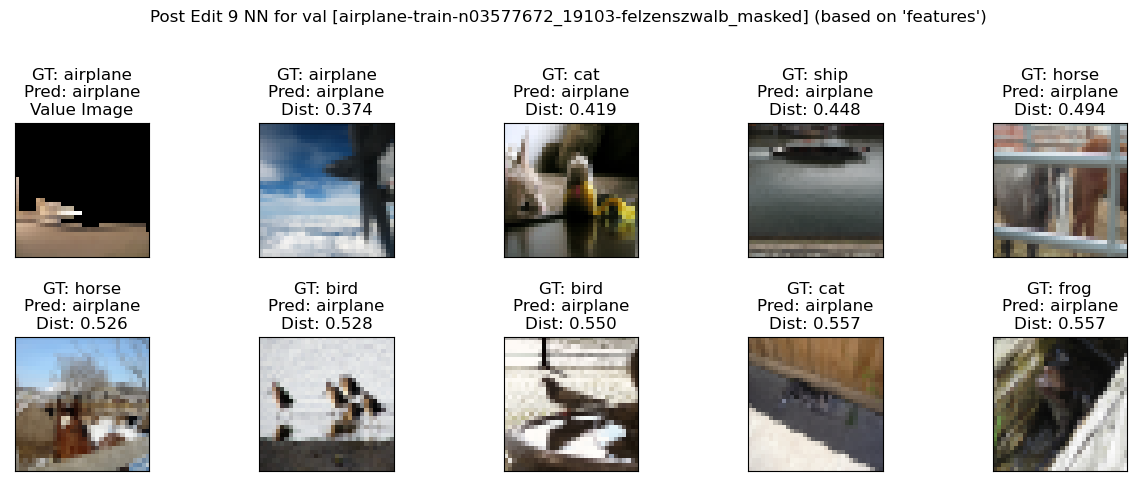 Post Edit 9 NN for val [airplane-train-n03577672_19103-felzenszwalb_masked] (based on 'features')
GT: airplane
Pred: airplane
Value Image
GT: airplane
Pred: airplane
Dist: 0.374
GT: cat
Pred: airplane
Dist: 0.419
GT: ship
Pred: airplane
Dist: 0.448
GT: horse
Pred: airplane
Dist: 0.494
GT: horse
Pred: airplane
Dist: 0.526
GT: bird
Pred: airplane
Dist: 0.528
GT: bird
Pred: airplane
Dist: 0.550
GT: cat
Pred: airplane
Dist: 0.557
GT: frog
Pred: airplane
Dist: 0.557